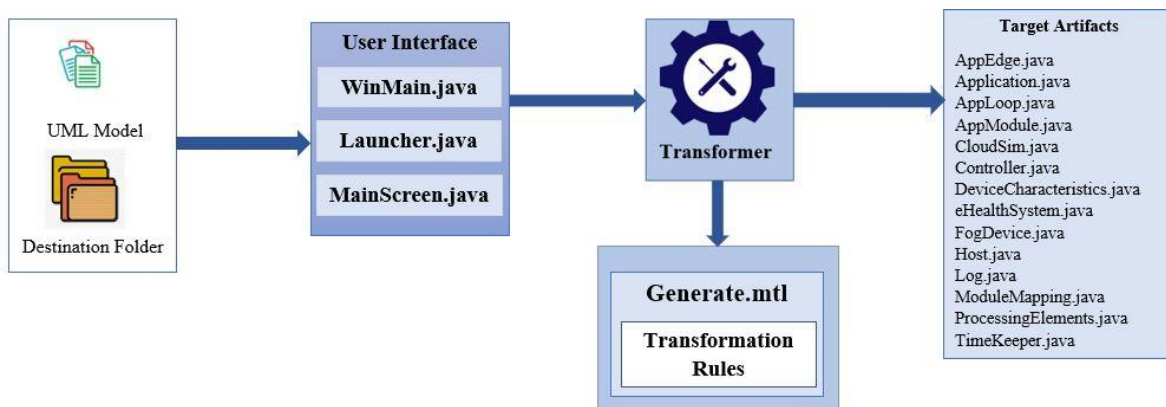 UML Model
Destination Folder
User Interface
WinMain.java
Launcher.java
MainScreen.java
Transformer
Generate.mtl
Transformation
Rules
Target Artifacts
AppEdge.java
Application.java
AppLoop.java
AppModule.java
CloudSim.java
Controller.java
DeviceCharacteristics.java
eHealthSystem.java
FogDevice.java
Host.java
Log.java
ModuleMapping.java
ProcessingElements.java
TimeKeeper.java